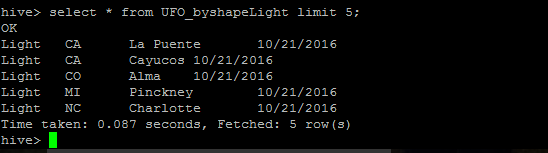 hive> select * from UFO_byshapeLight limit 5;
OK
Light CA La Puente 10/21/2016
Light CA Cayucos 10/21/2016
Light CO Alma 10/21/2016
Light MI Pinckney 10/21/2016
Light NC Charlotte 10/21/2016
Time taken: 0.087 seconds, Fetched: 5 row(s)
hive>